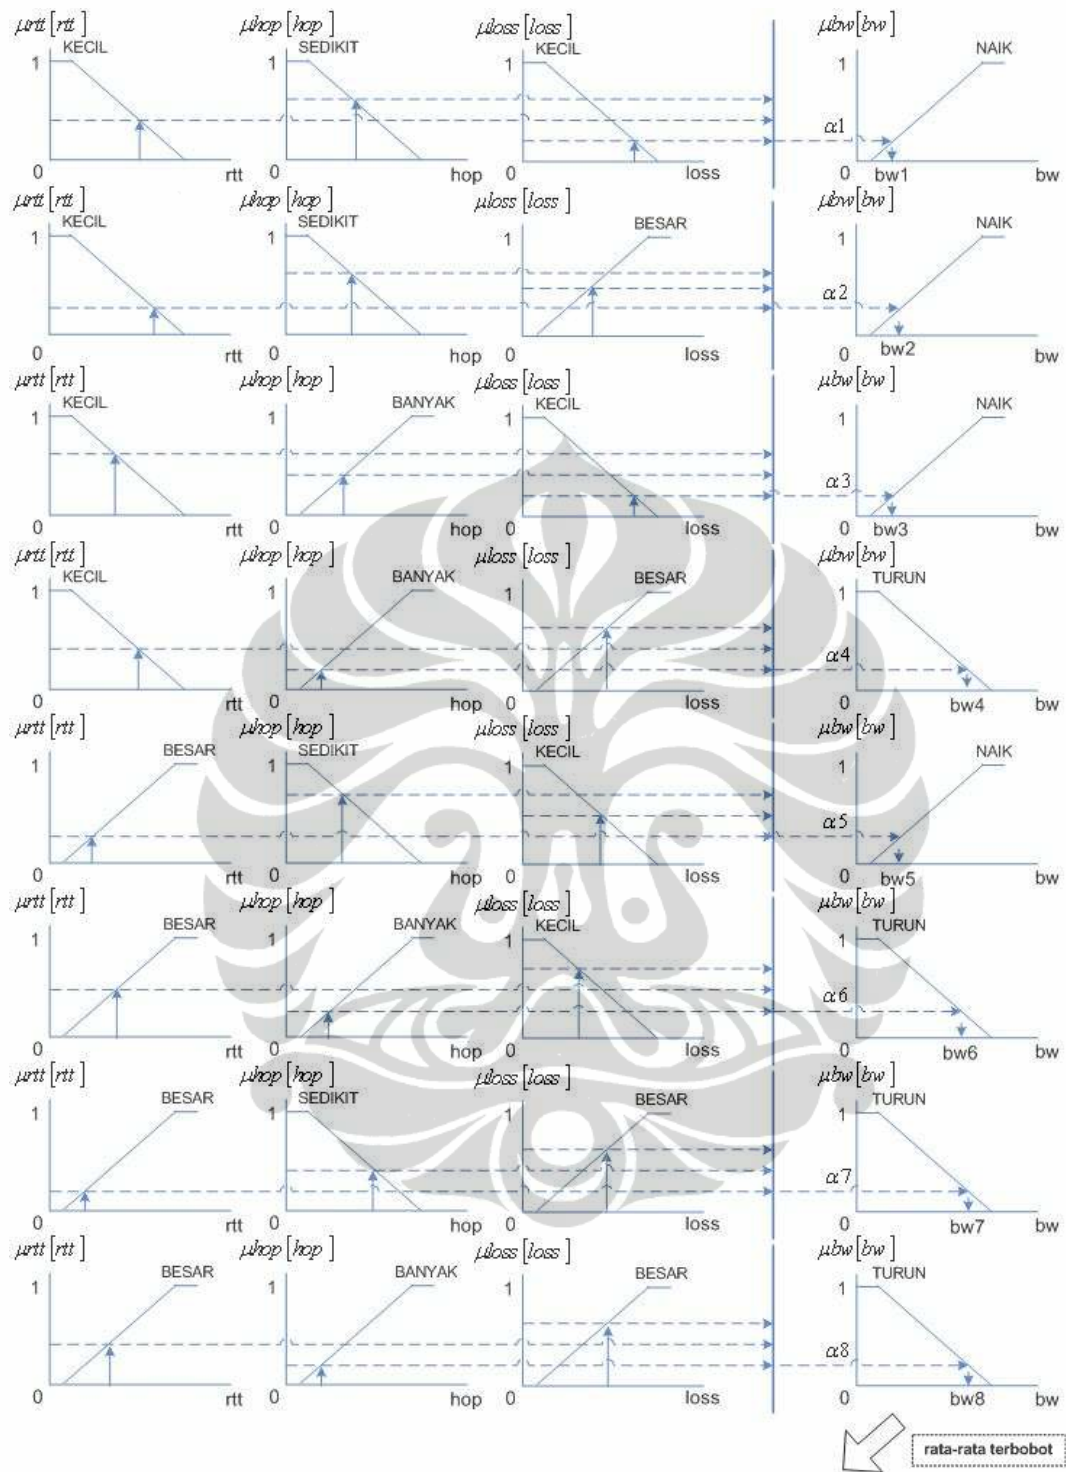 μrtt[rtt] μhop[hop] μloss[loss] μbw[bw]
KECIL SEDIKIT KECIL NAIK
1 1 1 1
α1
0 rtt 0 hop 0 loss 0 bw1 bw
μrtt[rtt] μhop[hop] μloss[loss] μbw[bw]
KECIL SEDIKIT BESAR NAIK
1 1 1 1
α2
0 rtt 0 hop 0 loss 0 bw2 bw
μrtt[rtt] μhop[hop] μloss[loss] μbw[bw]
KECIL BANYAK KECIL NAIK
1 1 1 1
α3
0 rtt 0 hop 0 loss 0 bw3 bw
μrtt[rtt] μhop[hop] μloss[loss] μbw[bw]
KECIL BANYAK BESAR TURUN
1 1 1 1
α4
0 rtt 0 hop 0 loss 0 bw4 bw
μrtt[rtt] μhop[hop] μloss[loss] μbw[bw]
BESAR SEDIKIT KECIL NAIK
1 1 1 1
α5
0 rtt 0 hop 0 loss 0 bw5 bw
μrtt[rtt] μhop[hop] μloss[loss] μbw[bw]
BESAR BANYAK KECIL TURUN
1 1 1 1
α6
0 rtt 0 hop 0 loss 0 bw6 bw
μrtt[rtt] μhop[hop] μloss[loss] μbw[bw]
BESAR SEDIKIT BESAR TURUN
1 1 1 1
α7
0 rtt 0 hop 0 loss 0 bw7 bw
μrtt[rtt] μhop[hop] μloss[loss] μbw[bw]
BESAR BANYAK BESAR TURUN
1 1 1 1
α8
0 rtt 0 hop 0 loss 0 bw8 bw
rata-rata terbobot